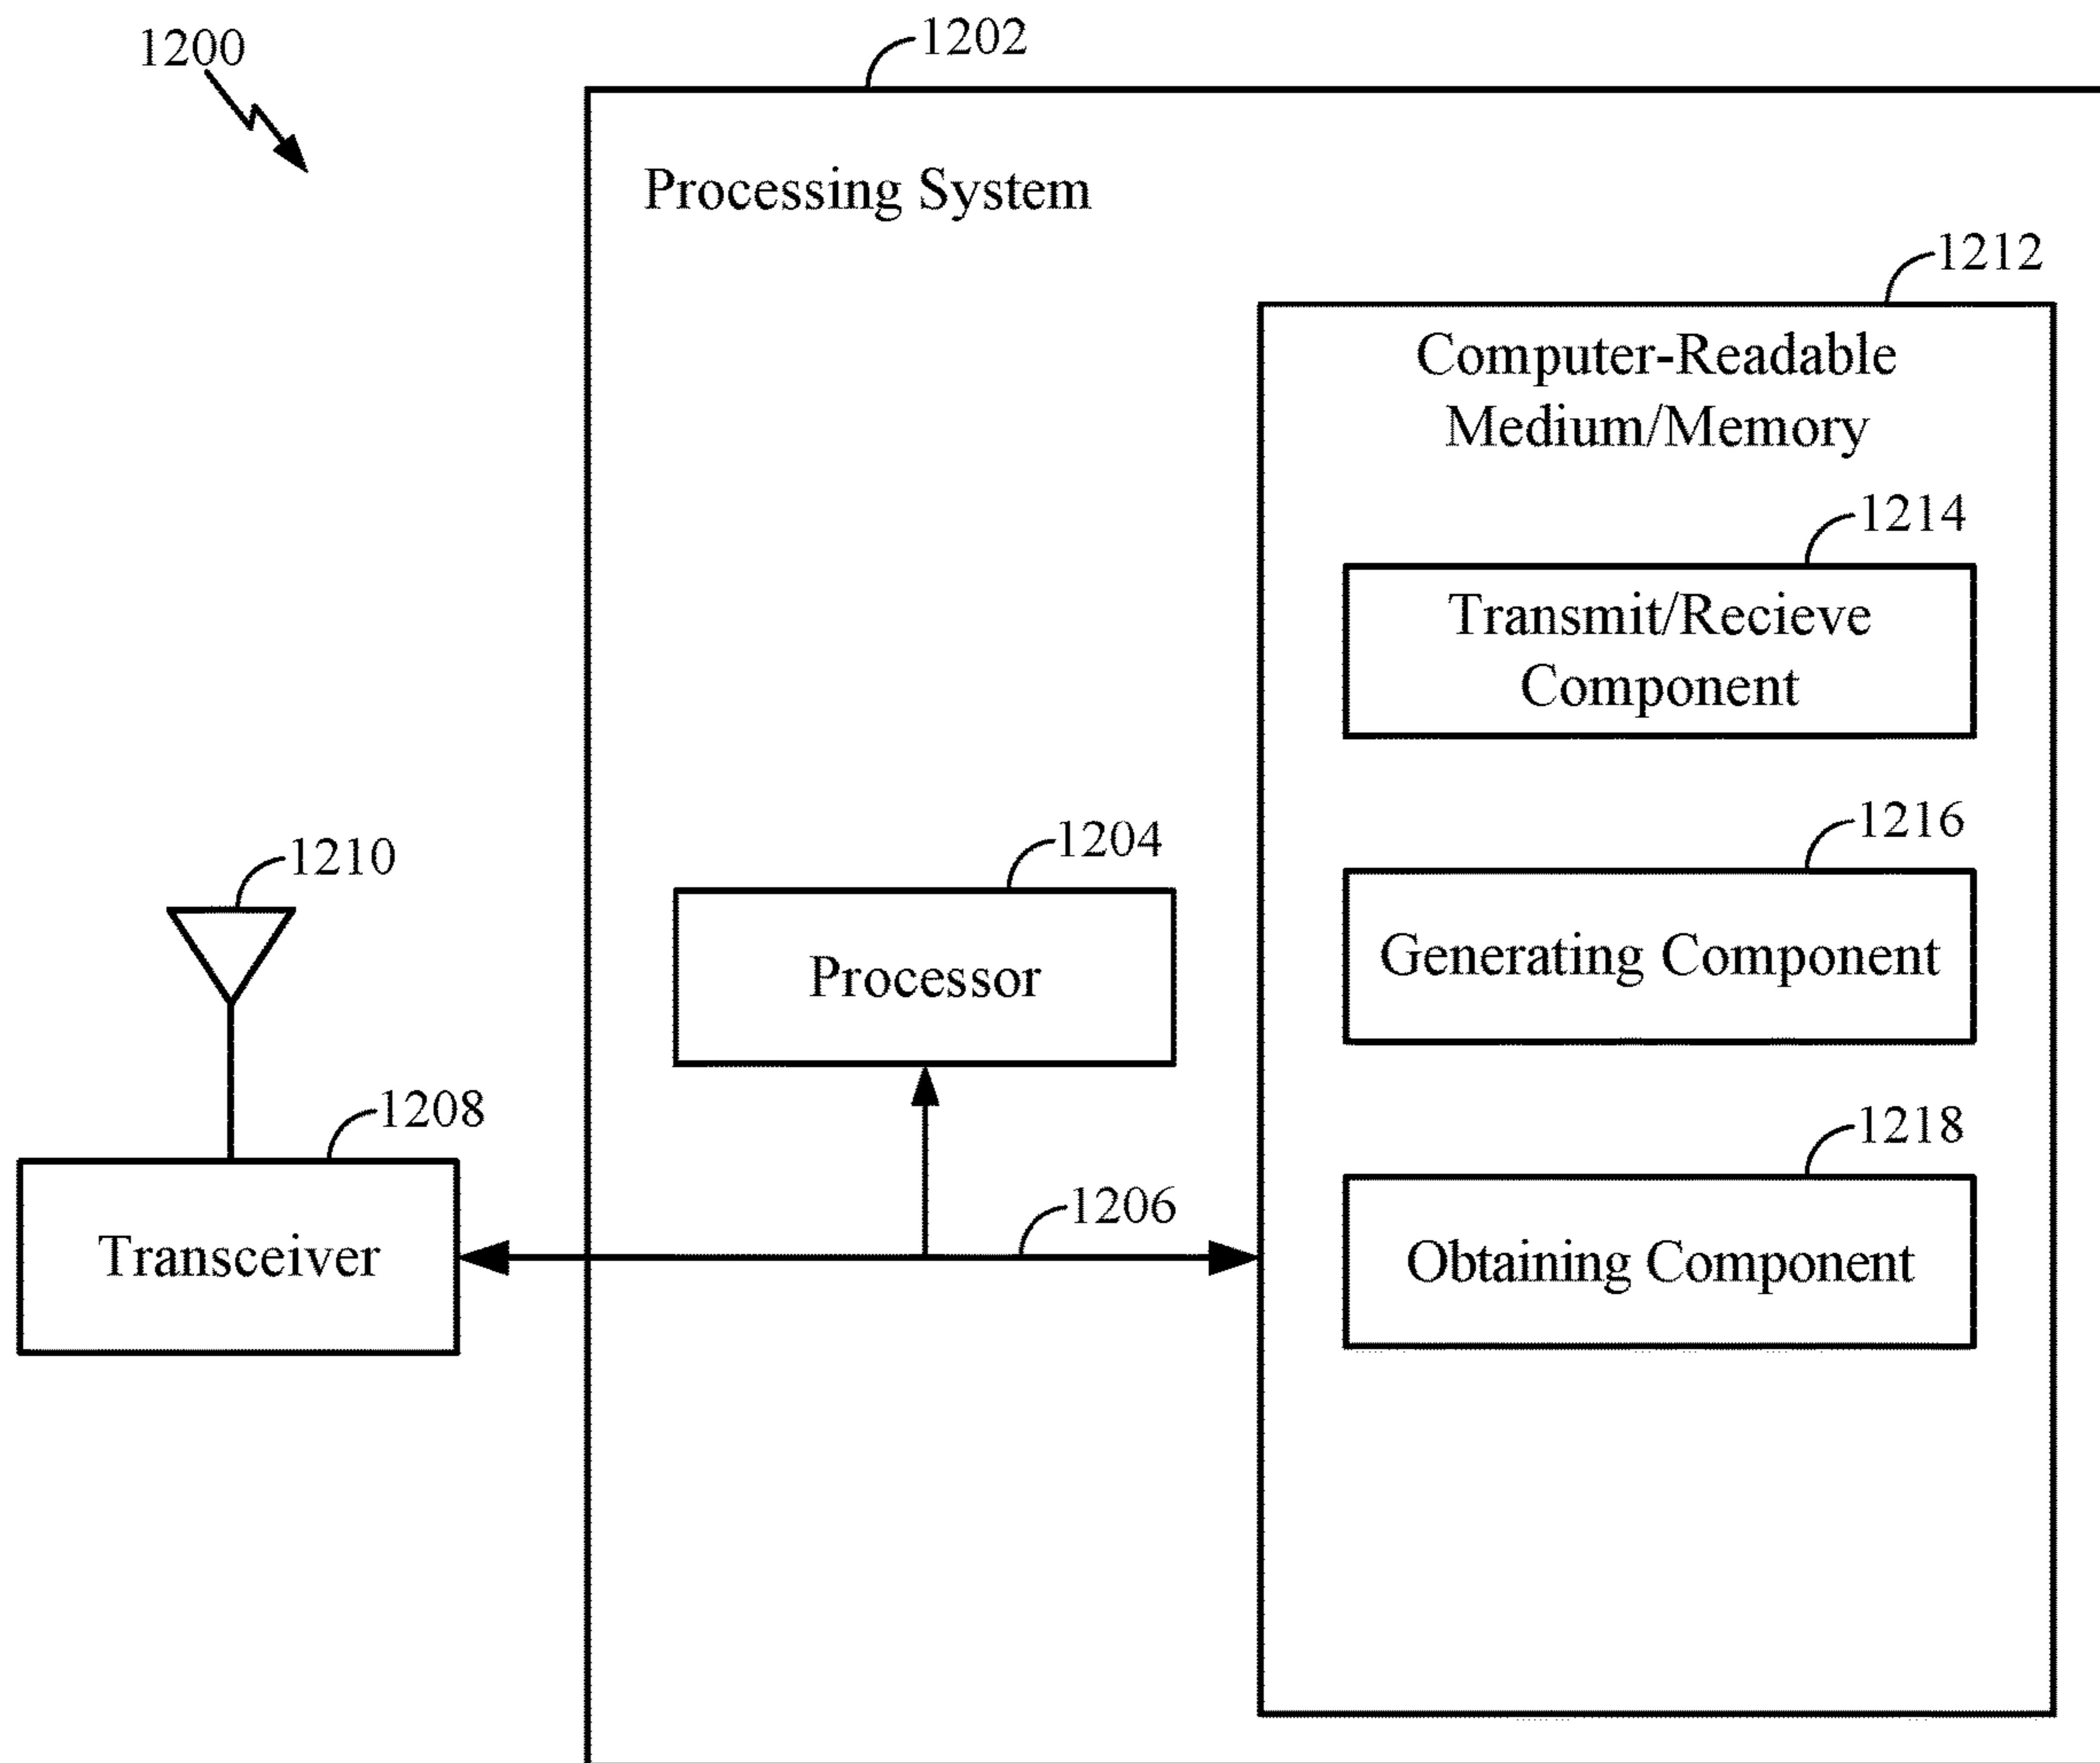 1200
1202
Processing System
1212
Computer-Readable
Medium/Memory
1214
Transmit/Recieve
Component
1216
Generating Component
1204
Processor
1210
1218
Obtaining Component
1208
Transceiver
1206